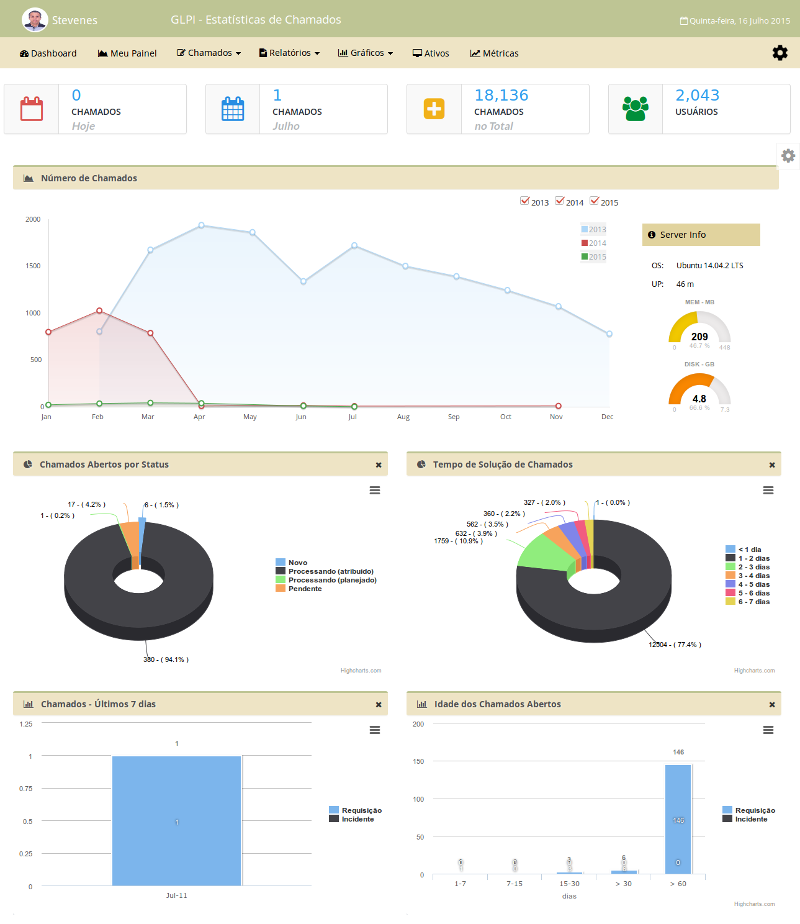 Stevenes GLPI - Estatísticas de Chamados Quinta-feira, 16 Julho 2015
Dashboard Meu Painel Chamados Relatórios Gráficos Ativos Métricas
0
CHAMADOS
Hoje
1
CHAMADOS
Julho
18,136
CHAMADOS
no Total
2,043
USUÁRIOS
Número de Chamados
2013 2014 2015
2000
1500
1000
500
0
2013
2014
2015
Jan Feb Mar Apr May Jun Jul Aug Sep Oct Nov Dec
Server Info
OS: Ubuntu 14.04.2 LTS
UP: 46 m
MEM - MB
209
46.7 %
0 448
DISK - GB
4.8
66.6 %
0 7.3
Chamados Abertos por Status
17 - ( 4.2% )
6 - ( 1.5% )
1 - ( 0.2% )
380 - ( 94.1% )
Novo
Processando (atribuído)
Processando (planejado)
Pendente
Highcharts.com
Tempo de Solução de Chamados
327 - ( 2.0% )
1 - ( 0.0% )
360 - ( 2.2% )
562 - ( 3.5% )
632 - ( 3.9% )
1759 - ( 10.9% )
12504 - ( 77.4% )
< 1 dia
1 - 2 dias
2 - 3 dias
3 - 4 dias
4 - 5 dias
5 - 6 dias
6 - 7 dias
Highcharts.com
Chamados - Últimos 7 dias
1.25
1
0.75
0.5
0.25
0
1
1
Jul-11
Requisição
Incidente
Idade dos Chamados Abertos
200
150
100
50
0
6
146
146
0
1-7 7-15 15-30 > 30 > 60
dias
Requisição
Incidente
Highcharts.com